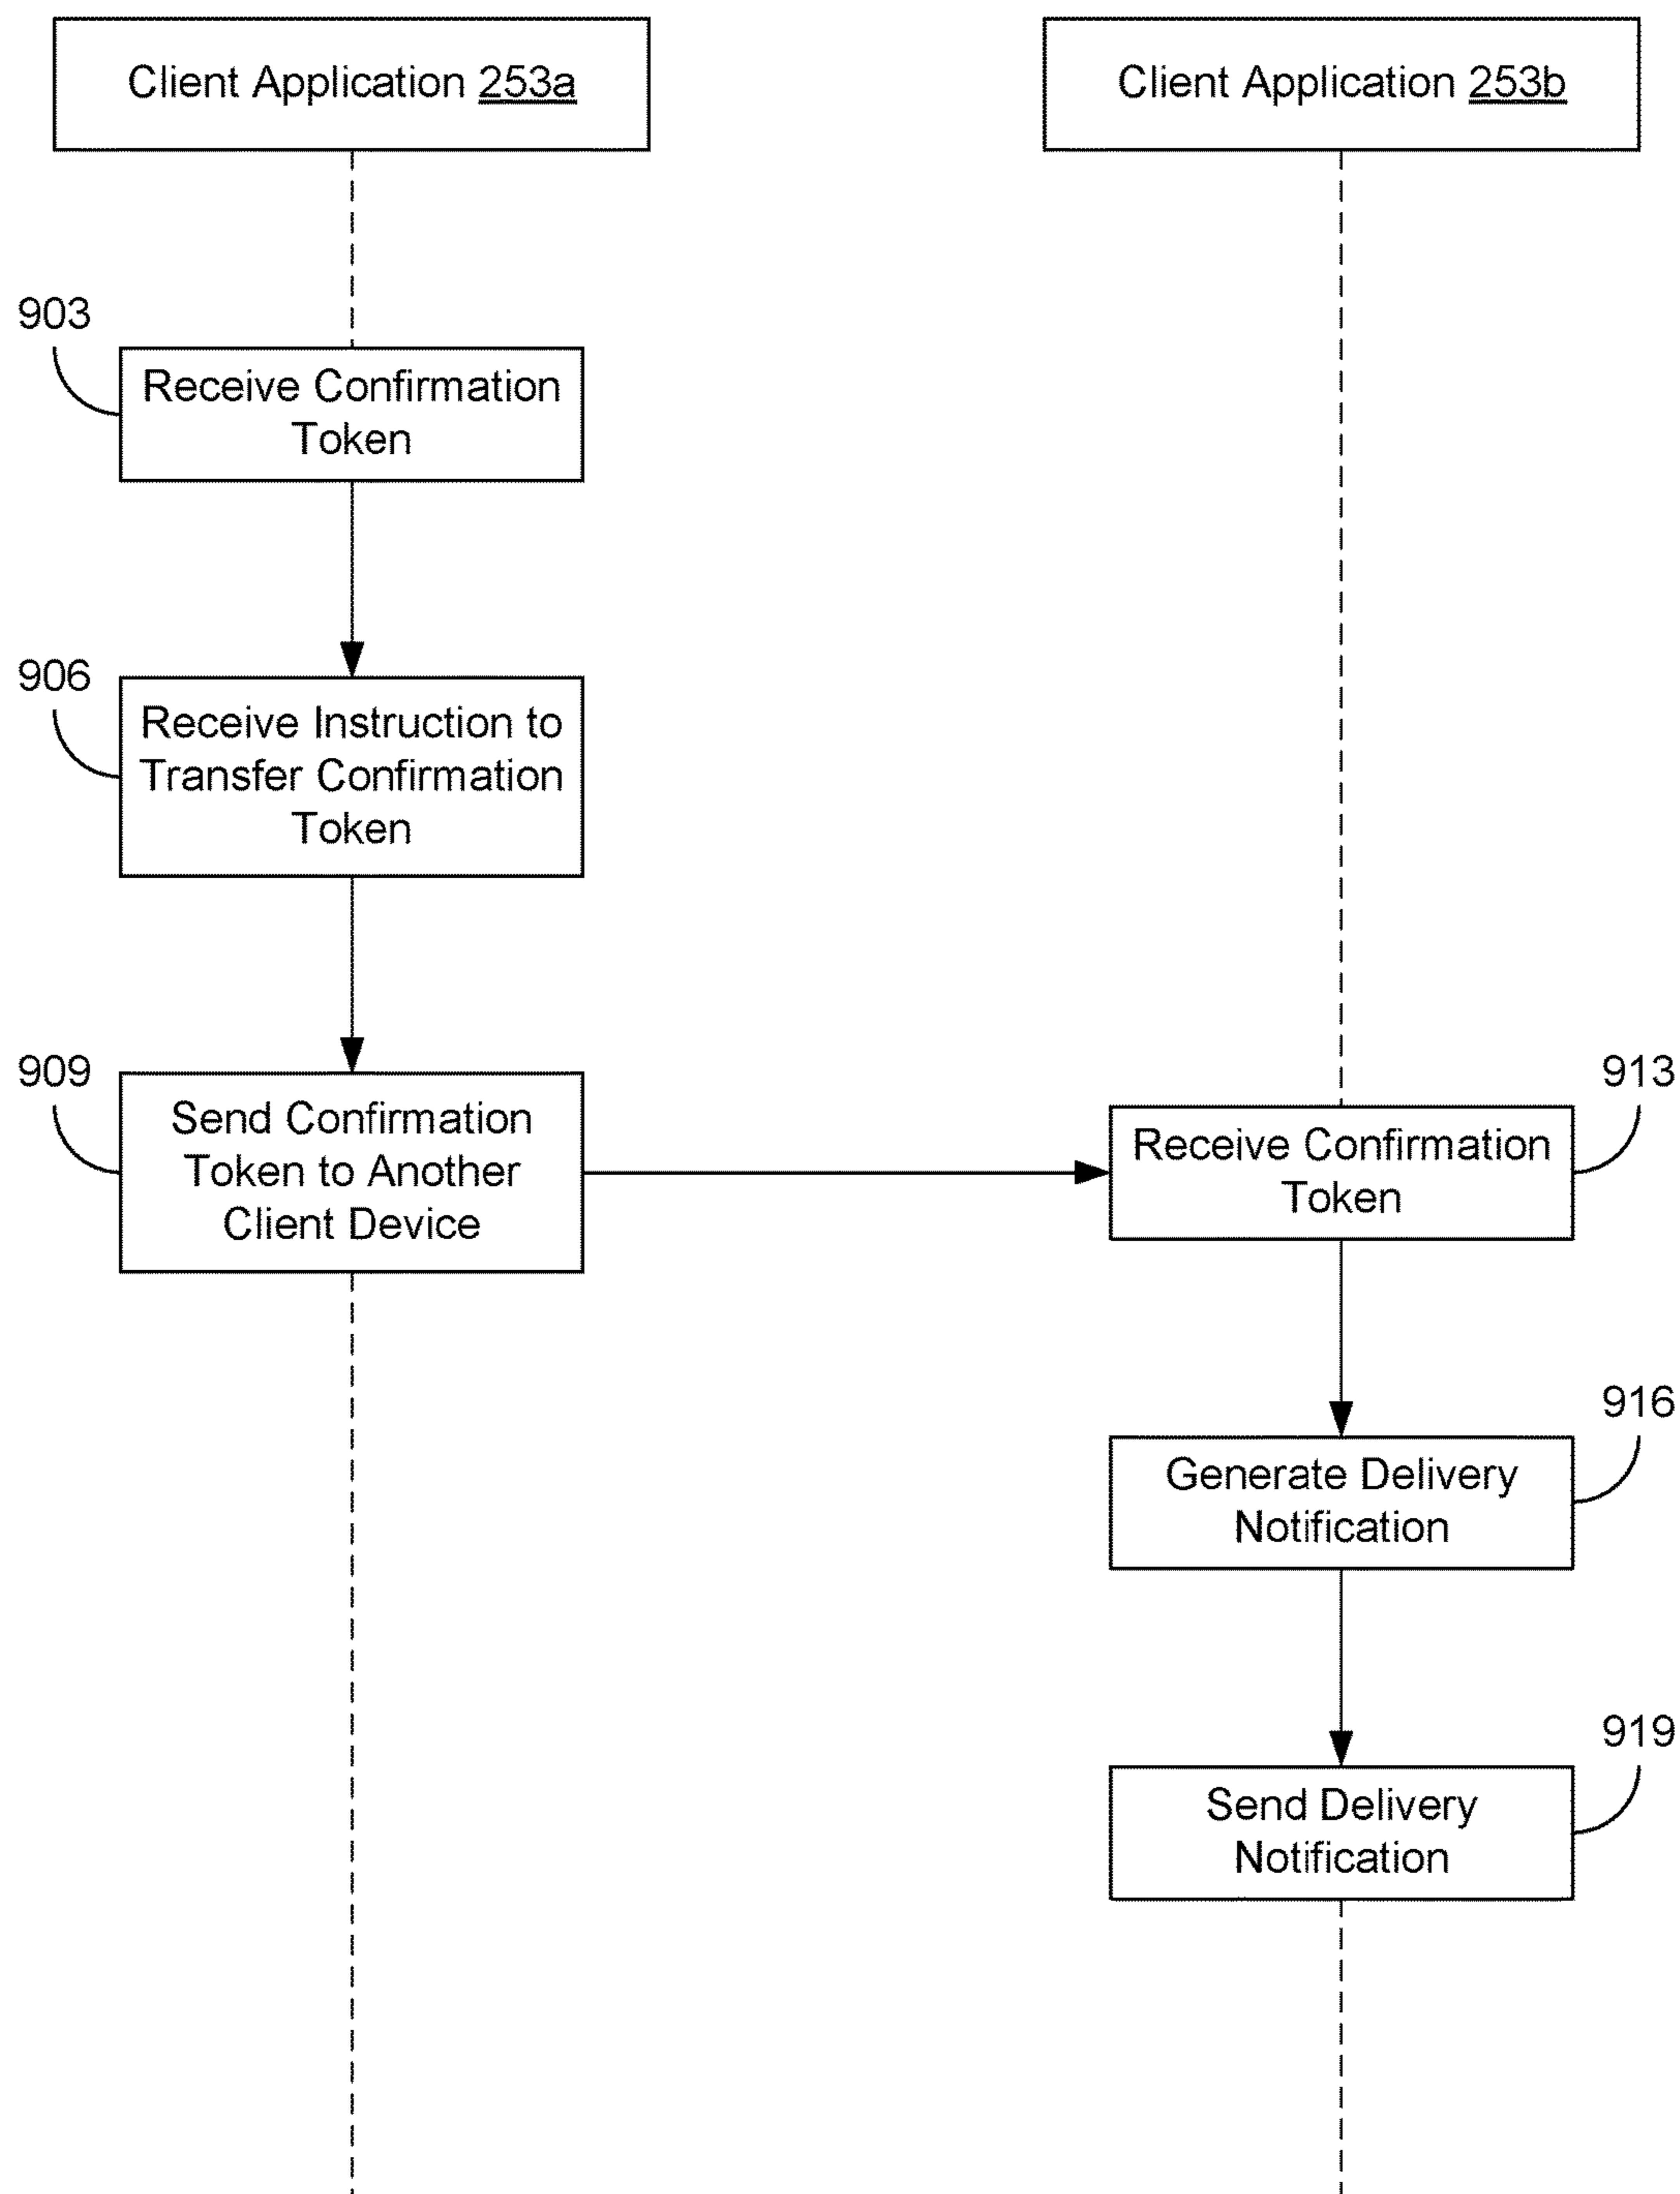 Client Application 253a
Client Application 253b
903
Receive Confirmation
Token
906
Receive Instruction to
Transfer Confirmation
Token
909
Send Confirmation
Token to Another
Client Device
913
Receive Confirmation
Token
916
Generate Delivery
Notification
919
Send Delivery
Notification